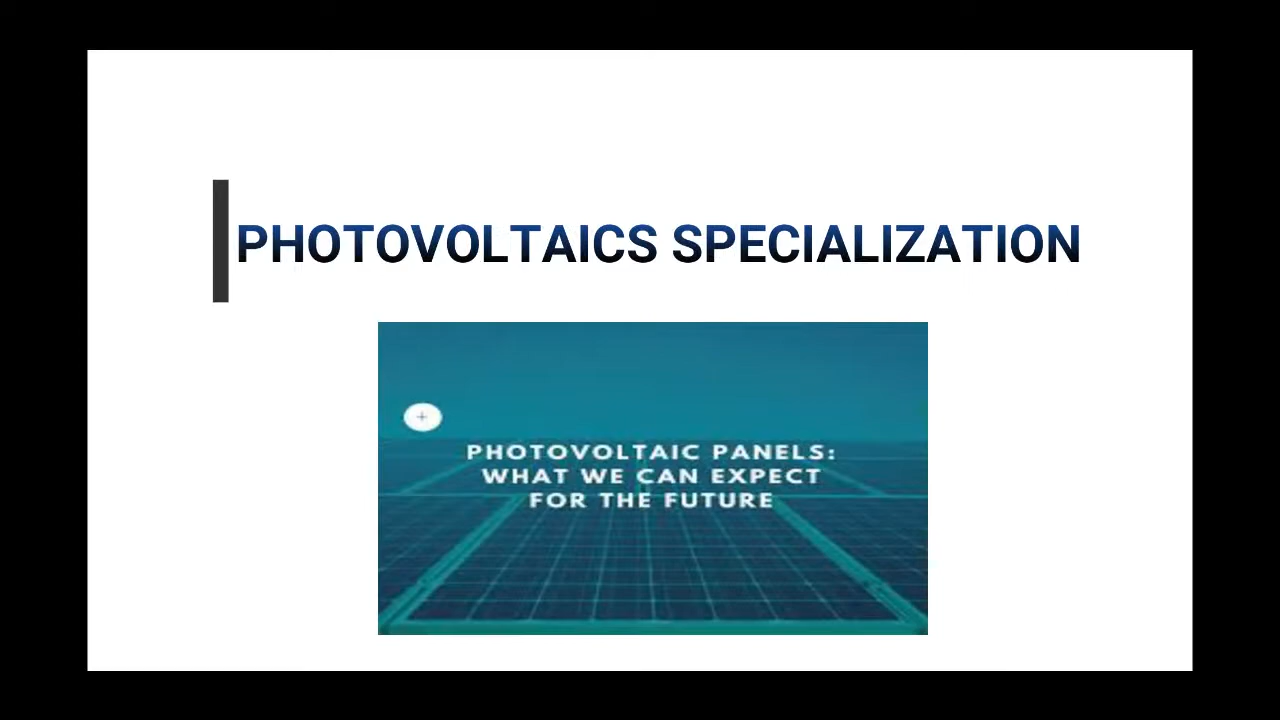 PHOTOVOLTAICS SPECIALIZATION
+
PHOTOVOLTAIC PANELS:
WHAT WE CAN EXPECT
FOR THE FUTURE